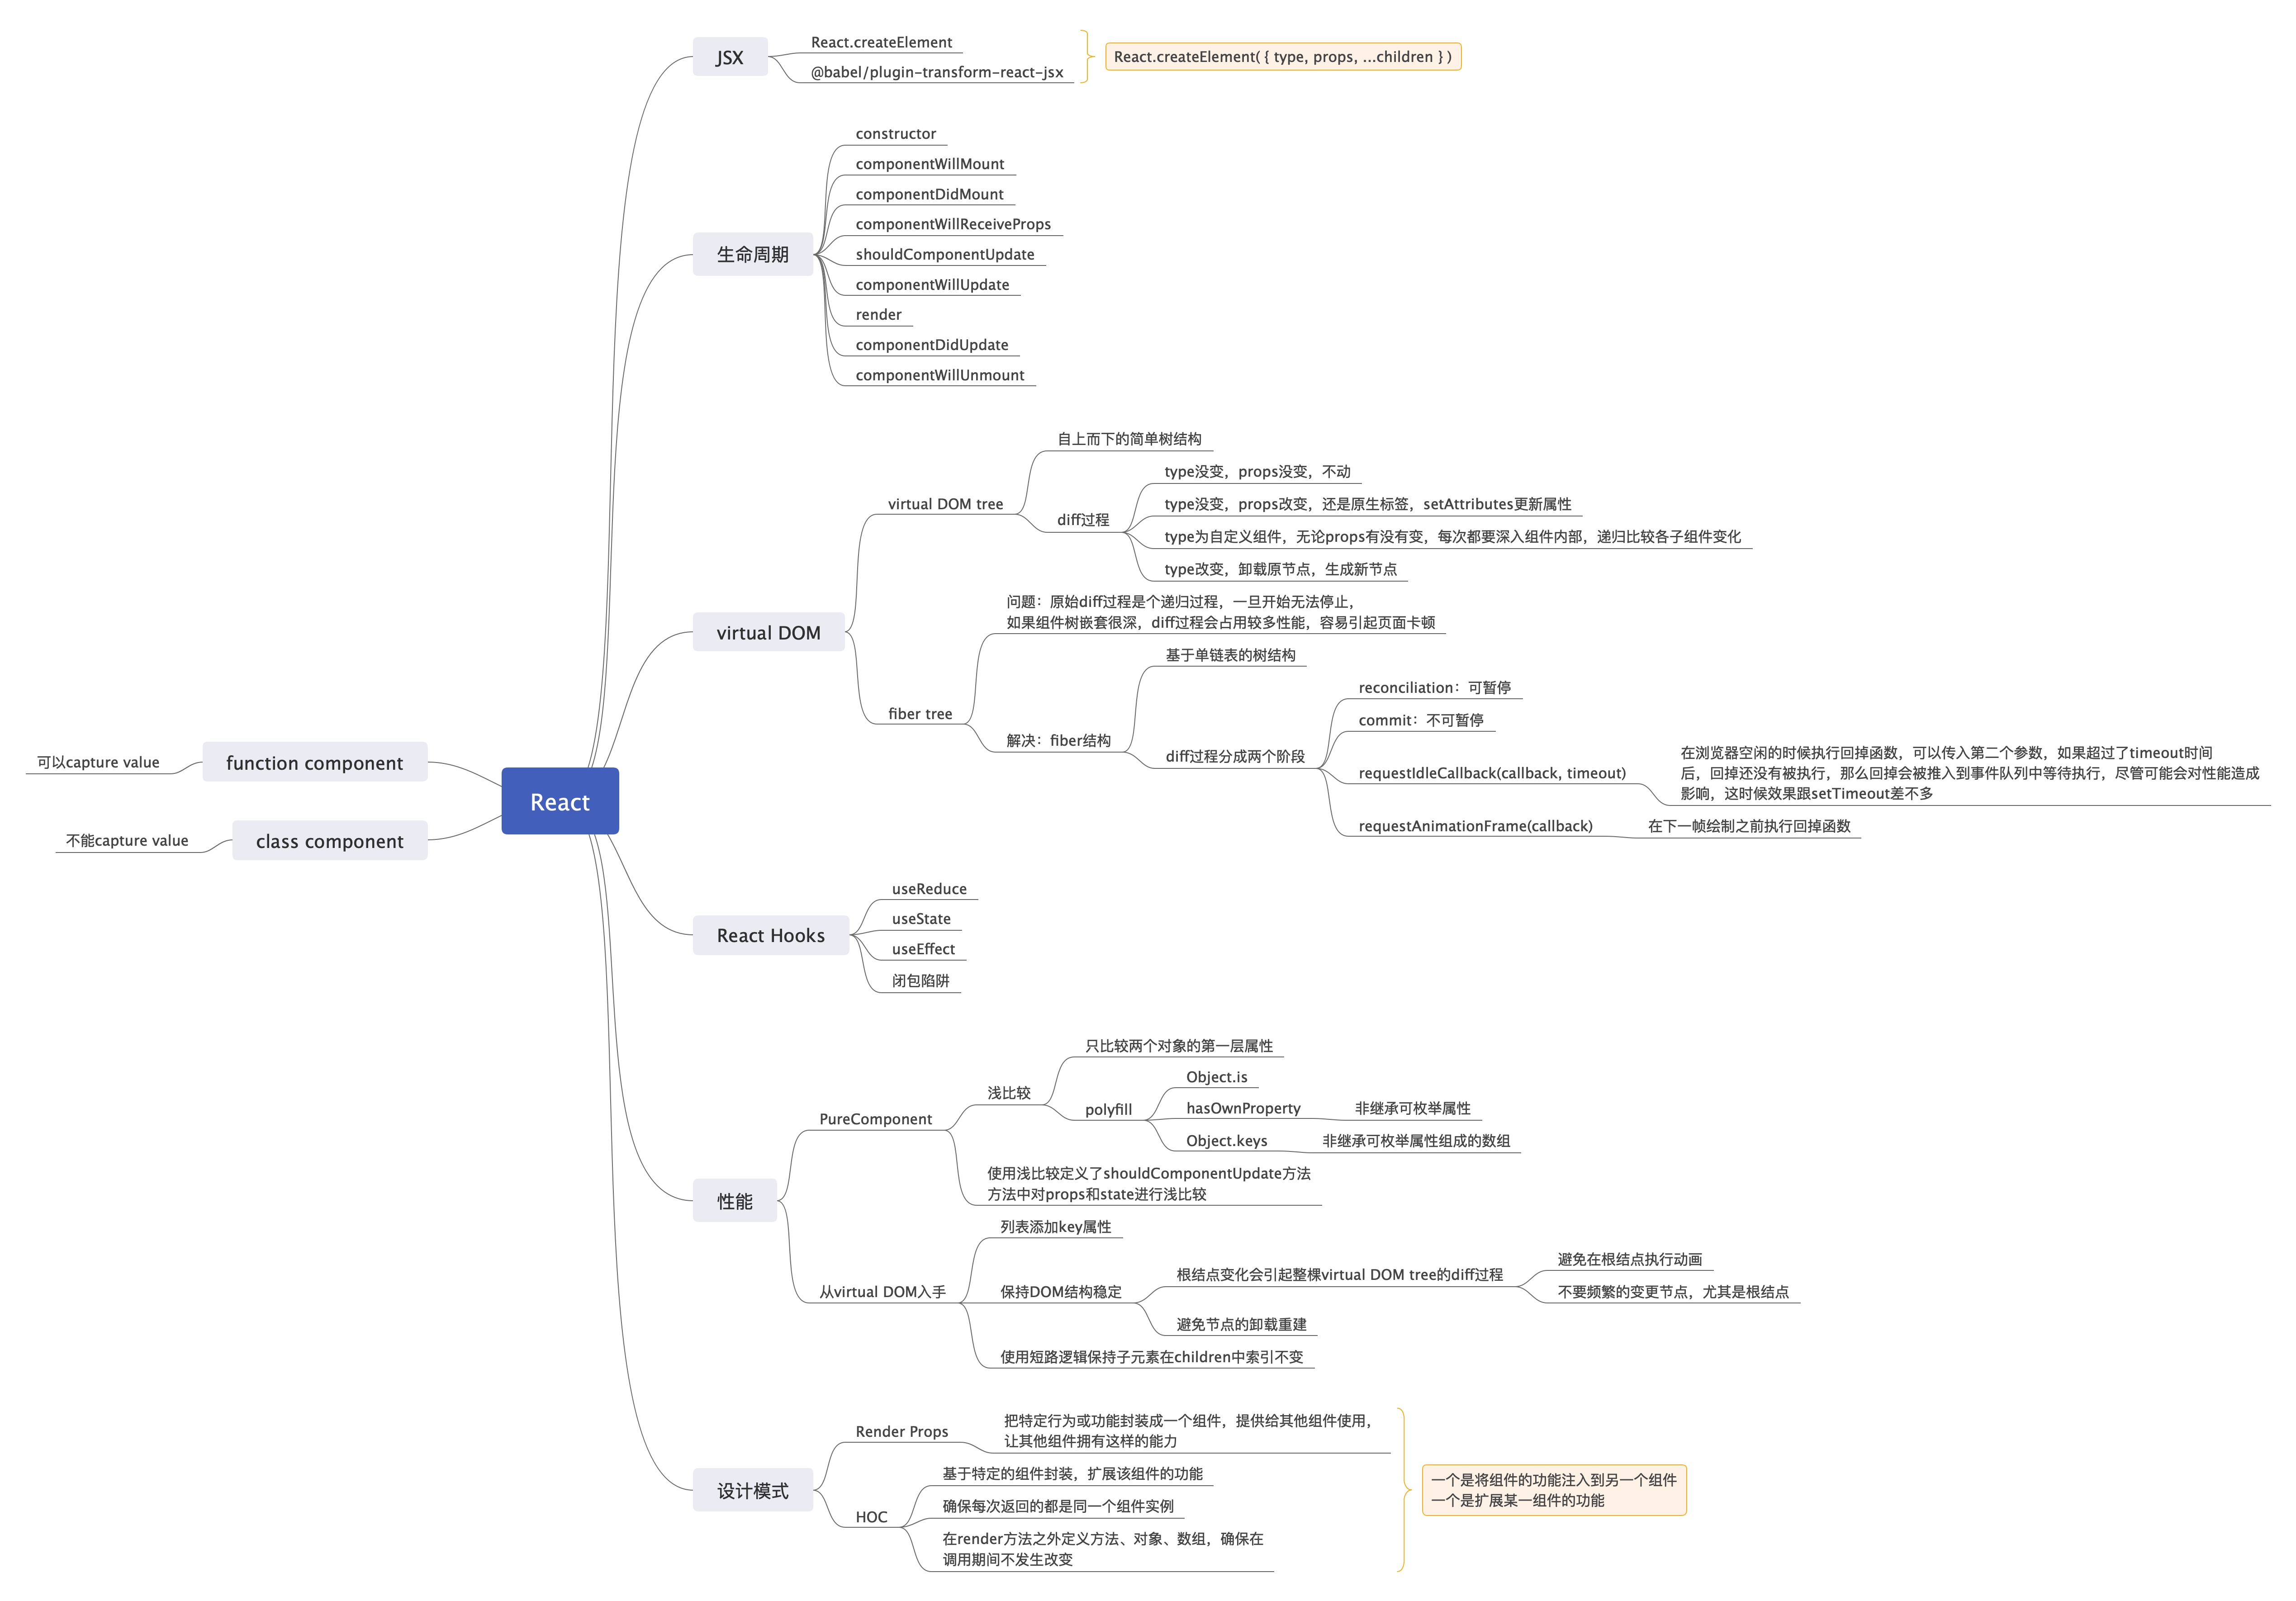 React
JSX
React.createElement
@babel/plugin-transform-react-jsx
React.createElement( { type, props, ...children } )
生命周期
constructor
componentWillMount
componentDidMount
componentWillReceiveProps
shouldComponentUpdate
componentWillUpdate
render
componentDidUpdate
componentWillUnmount
virtual DOM
virtual DOM tree
自上而下的简单树结构
diff过程
type没变，props没变，不动
type没变，props改变，还是原生标签，setAttributes更新属性
type为自定义组件，无论props有没有变，每次都要深入组件内部，递归比较各子组件变化
type改变，卸载原节点，生成新节点
fiber tree
问题：原始diff过程是个递归过程，一旦开始无法停止，
如果组件树嵌套很深，diff过程会占用较多性能，容易引起页面卡顿
解决：fiber结构
基于单链表的树结构
diff过程分成两个阶段
reconciliation：可暂停
commit：不可暂停
requestIdleCallback(callback, timeout)
在浏览器空闲的时候执行回掉函数，可以传入第二个参数，如果超过了timeout时间
后，回掉还没有被执行，那么回掉会被推入到事件队列中等待执行，尽管可能会对性能造成
影响，这时候效果跟setTimeout差不多
requestAnimationFrame(callback)
在下一帧绘制之前执行回掉函数
React Hooks
useReduce
useState
useEffect
闭包陷阱
性能
PureComponent
浅比较
只比较两个对象的第一层属性
polyfill
Object.is
hasOwnProperty
非继承可枚举属性
Object.keys
非继承可枚举属性组成的数组
使用浅比较定义了shouldComponentUpdate方法
方法中对props和state进行浅比较
从virtual DOM入手
列表添加key属性
保持DOM结构稳定
根结点变化会引起整棵virtual DOM tree的diff过程
避免在根结点执行动画
不要频繁的变更节点，尤其是根结点
避免节点的卸载重建
使用短路逻辑保持子元素在children中索引不变
设计模式
Render Props
把特定行为或功能封装成一个组件，提供给其他组件使用，
让其他组件拥有这样的能力
HOC
基于特定的组件封装，扩展该组件的功能
确保每次返回的都是同一个组件实例
在render方法之外定义方法、对象、数组，确保在
调用期间不发生改变
一个是将组件的功能注入到另一个组件
一个是扩展某一组件的功能
function component
可以capture value
class component
不能capture value